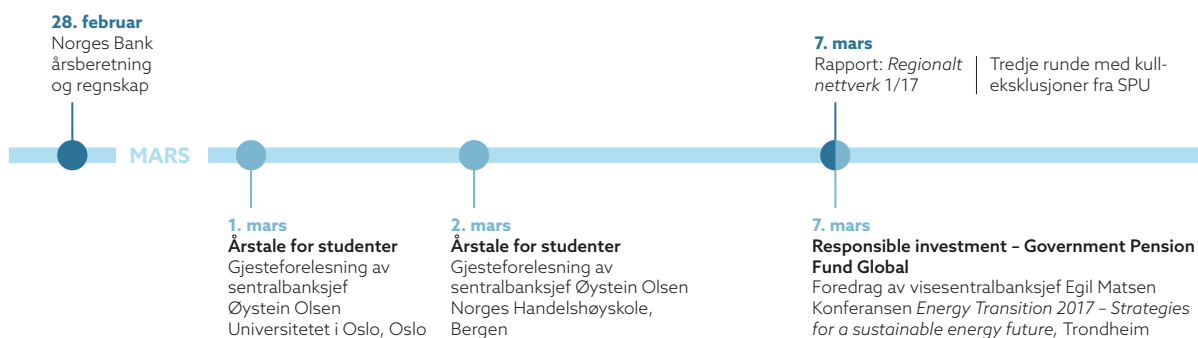 28. februar
Norges Bank
årsberetning
og regnskap
7. mars
Rapport: Regionalt
nettverk 1/17
Tredje runde med kull-
eksklusjoner fra SPU
MARS
1. mars
Årstale for studenter
Gjesteforelesning av
sentralbanksjef
Øystein Olsen
Universitetet i Oslo, Oslo
2. mars
Årstale for studenter
Gjesteforelesning av
sentralbanksjef Øystein Olsen
Norges Handelshøyskole,
Bergen
7. mars
Responsible investment – Government Pension
Fund Global
Foredrag av visesentralbanksjef Egil Matsen
Konferansen Energy Transition 2017 – Strategies
for a sustainable energy future, Trondheim